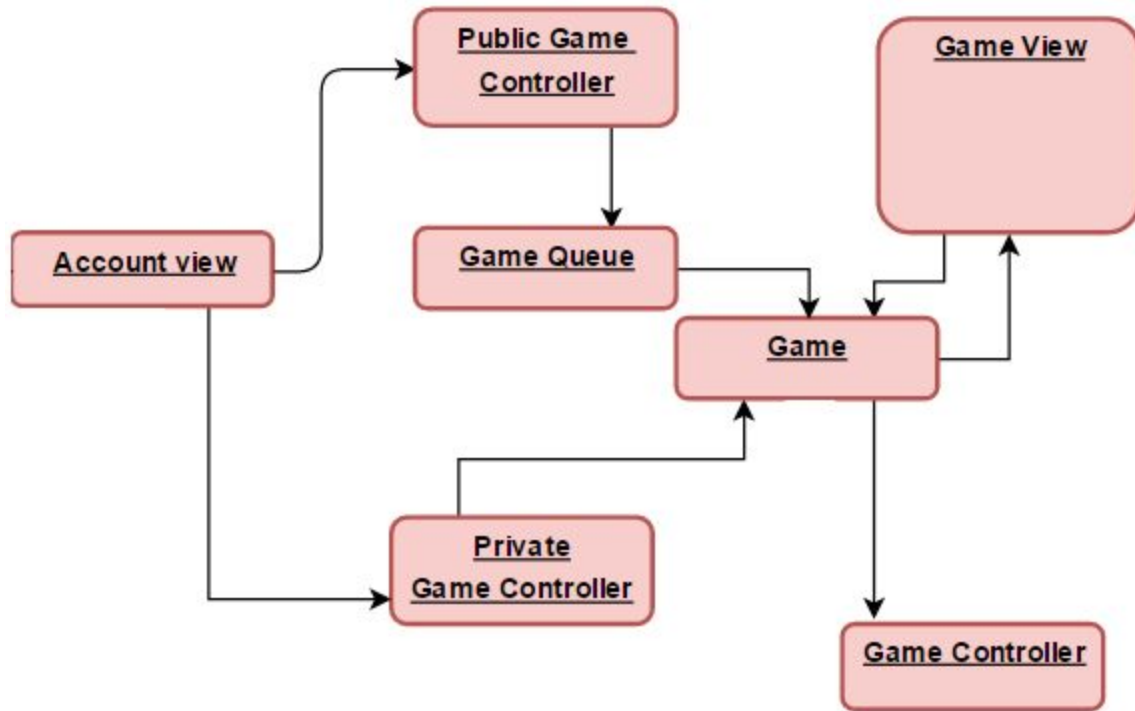 Public Game
Controller
Game View
Account view
Game Queue
Game
Private
Game Controller
Game Controller